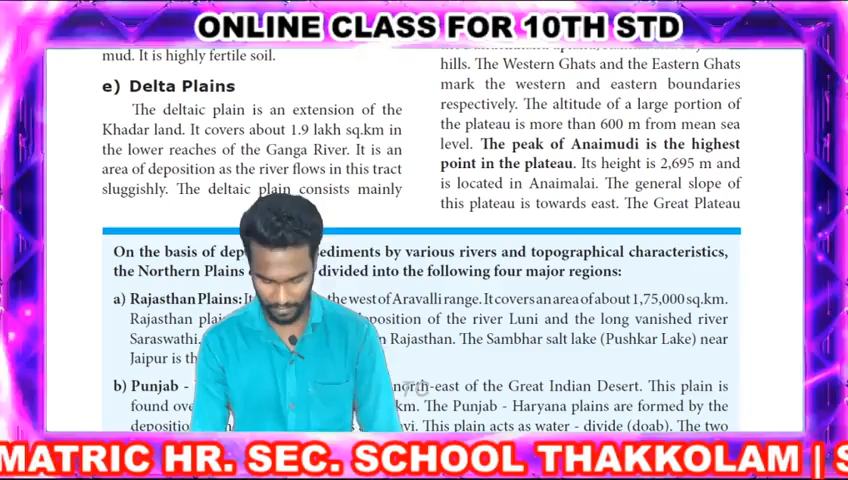 ONLINE CLASS FOR 10TH STD
mud. It is highly fertile soil.
e) Delta Plains
The deltaic plain is an extension of the
Khadar land. It covers about 1.9 lakh sq.km in
the lower reaches of the Ganga River. It is an
area of deposition as the river flows in this tract
sluggishly. The deltaic plain consists mainly
hills. The Western Ghats and the Eastern Ghats
mark the western and eastern boundaries
respectively. The altitude of a large portion of
the plateau is more than 600 m from mean sea
level. The peak of Anaimudi is the highest
point in the plateau. Its height is 2,695 m and
is located in Anaimalai. The general slope of
this plateau is towards east. The Great Plateau
On the basis of dep ediments by various rivers and topographical characteristics,
the Northern Plains divided into the following four major regions:
a) Rajasthan Plains: It the west of Aravalli range. It covers an area of about 1,75,000 sq.km.
Rajasthan plai deposition of the river Luni and the long vanished river
Saraswathi. n Rajasthan. The Sambhar salt lake (Pushkar Lake) near
Jaipur is th
b) Punjab - north-east of the Great Indian Desert. This plain is
found ove km. The Punjab - Haryana plains are formed by the
deposition vi. This plain acts as water - divide (doab). The two
MATRIC HR. SEC. SCHOOL THAKKOLAM | S